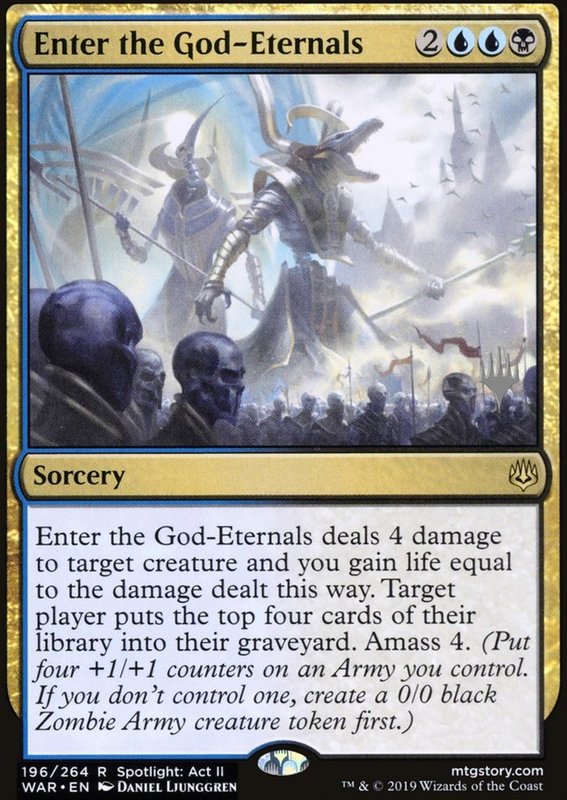 Enter the God-Eternals 2
Sorcery
Enter the God-Eternals deals 4 damage
to target creature and you gain life equal
to the damage dealt this way. Target
player puts the top four cards of their
library into their graveyard. Amass 4. (Put
four +1/+1 counters on an Army you control.
If you don't control one, create a 0/0 black
Zombie Army creature token first.)
196/264 R Spotlight: Act II
mtgstory.com
WAR • EN Daniel Ljunggren
™ & © 2019 Wizards of the Coast